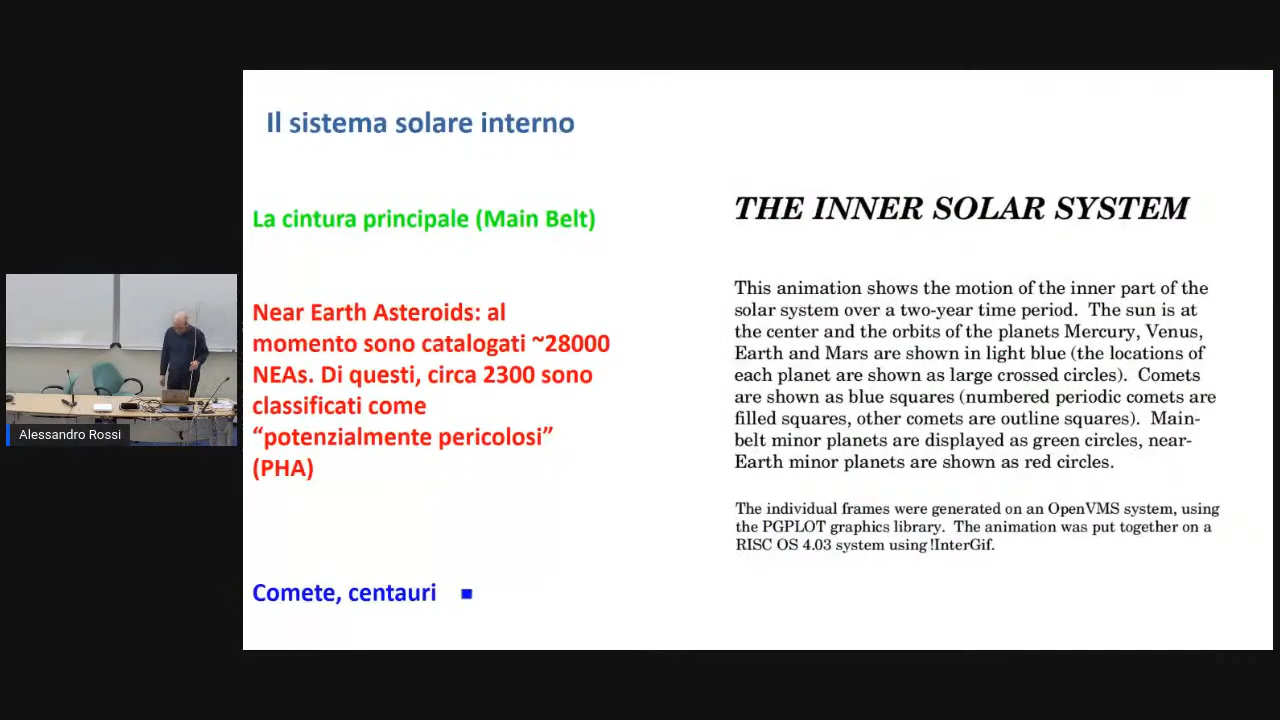 Il sistema solare interno
La cintura principale (Main Belt)
Near Earth Asteroids: al
momento sono catalogati ~28000
NEAs. Di questi, circa 2300 sono
classificati come
“potenzialmente pericolosi”
(PHA)
Comete, centauri
THE INNER SOLAR SYSTEM
This animation shows the motion of the inner part of the
solar system over a two-year time period. The sun is at
the center and the orbits of the planets Mercury, Venus,
Earth and Mars are shown in light blue (the locations of
each planet are shown as large crossed circles). Comets
are shown as blue squares (numbered periodic comets are
filled squares, other comets are outline squares). Main-
belt minor planets are displayed as green circles, near-
Earth minor planets are shown as red circles.
The individual frames were generated on an OpenVMS system, using
the PGPLOT graphics library. The animation was put together on a
RISC OS 4.03 system using !InterGif.
Alessandro Rossi